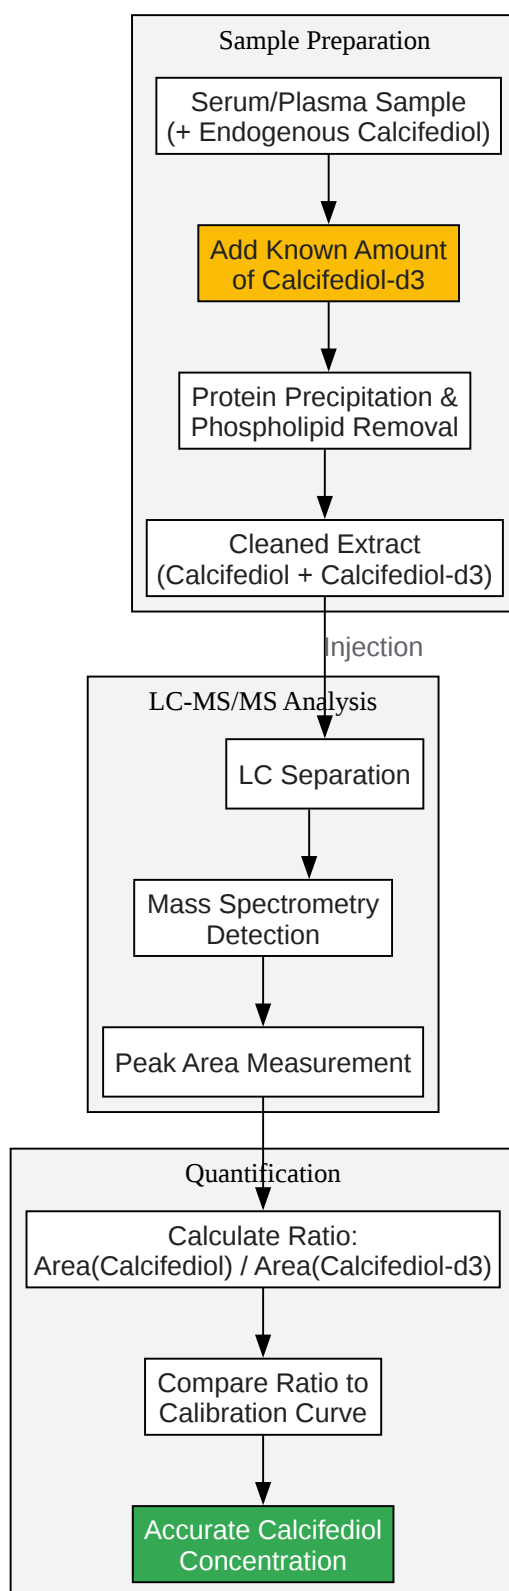 Sample Preparation
Serum/Plasma Sample
(+ Endogenous Calcifediol)
Add Known Amount
of Calcifediol-d3
Protein Precipitation &
Phospholipid Removal
Cleaned Extract
(Calcifediol + Calcifediol-d3)
Injection
LC-MS/MS Analysis
LC Separation
Mass Spectrometry
Detection
Peak Area Measurement
Quantification
Calculate Ratio:
Area(Calcifediol) / Area(Calcifediol-d3)
Compare Ratio to
Calibration Curve
Accurate Calcifediol
Concentration